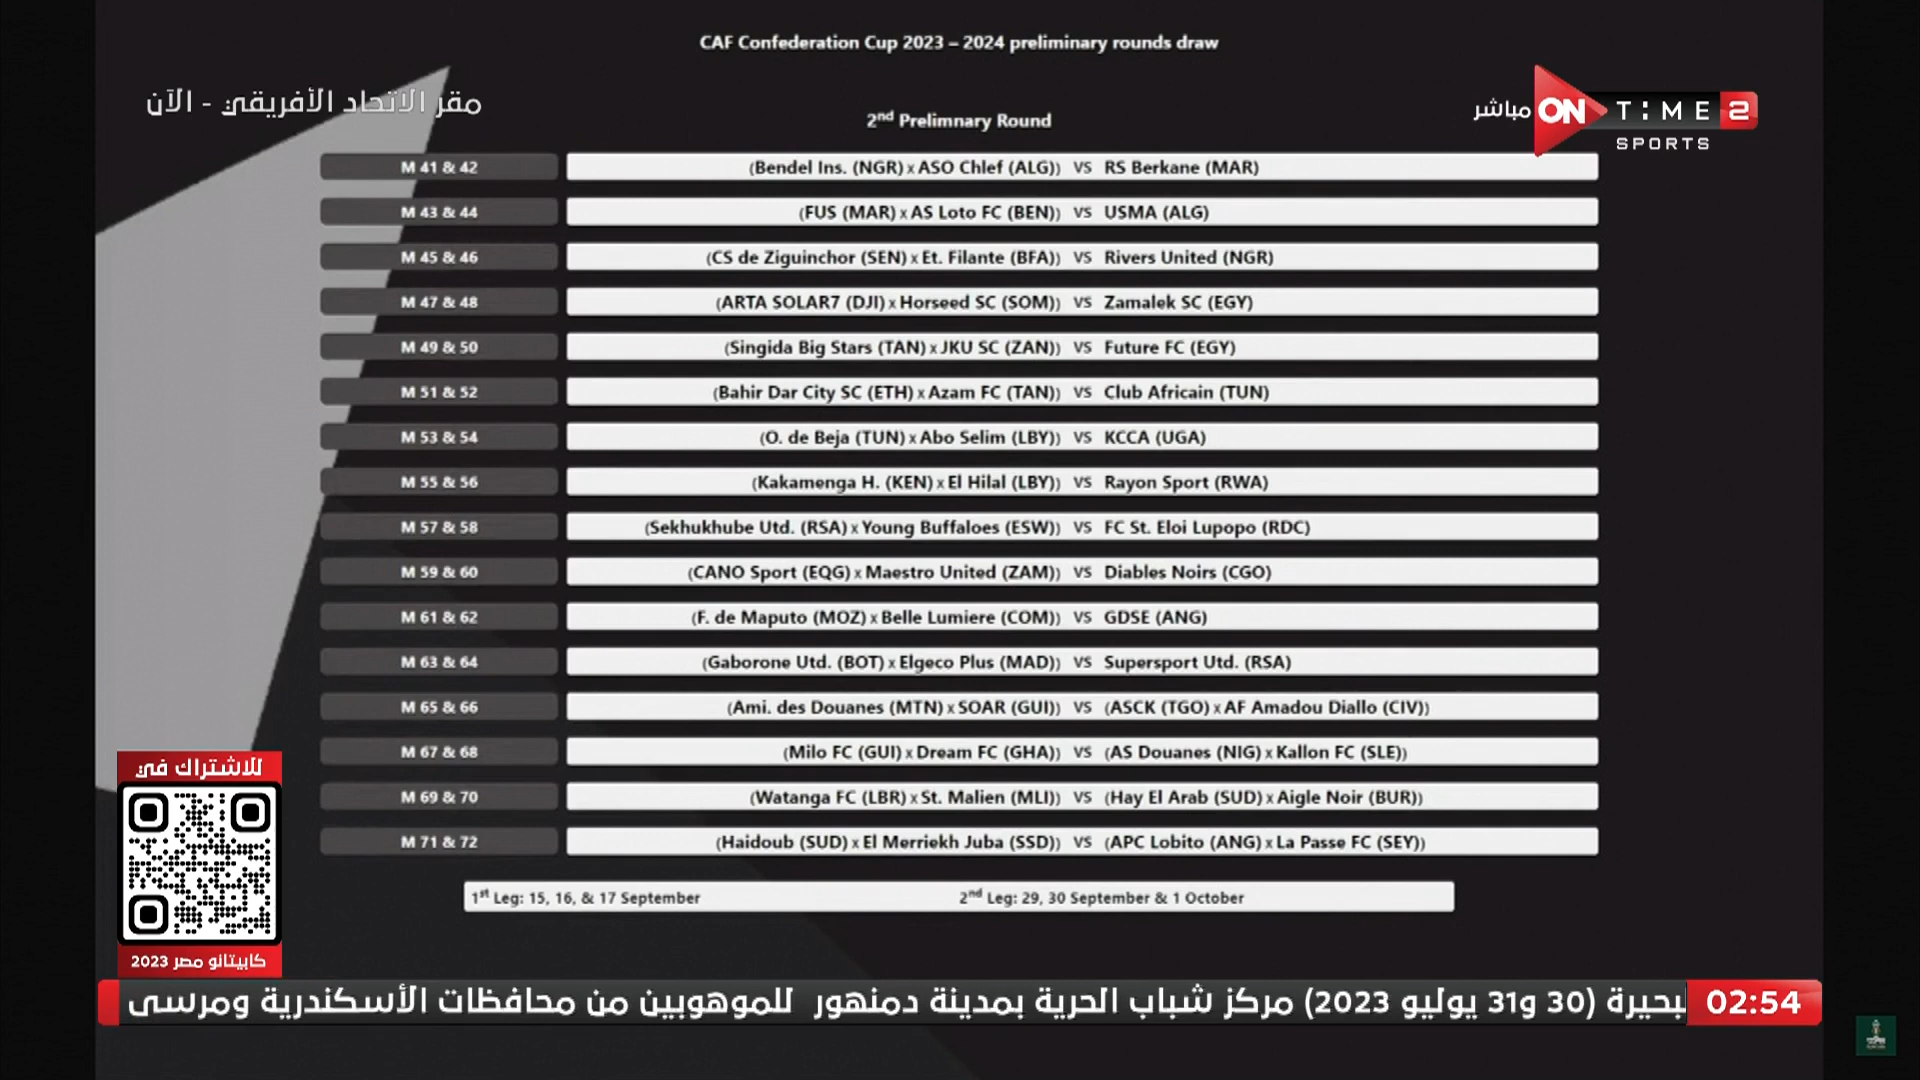 CAF Confederation Cup 2023 – 2024 preliminary rounds draw
مقر الاتحاد الأفريقي - الآن
مباشر ON TIME 2
SPORTS
2nd Prelimnary Round
M 41 & 42 (Bendel Ins. (NGR) x ASO Chlef (ALG)) VS RS Berkane (MAR)
M 43 & 44 (FUS (MAR) x AS Loto FC (BEN)) VS USMA (ALG)
M 45 & 46 (CS de Ziguinchor (SEN) x Et. Filante (BFA)) VS Rivers United (NGR)
M 47 & 48 (ARTA SOLAR7 (DJI) x Horseed SC (SOM)) VS Zamalek SC (EGY)
M 49 & 50 (Singida Big Stars (TAN) x JKU SC (ZAN)) VS Future FC (EGY)
M 51 & 52 (Bahir Dar City SC (ETH) x Azam FC (TAN)) VS Club Africain (TUN)
M 53 & 54 (O. de Beja (TUN) x Abo Selim (LBY)) VS KCCA (UGA)
M 55 & 56 (Kakamenga H. (KEN) x El Hilal (LBY)) VS Rayon Sport (RWA)
M 57 & 58 (Sekhukhube Utd. (RSA) x Young Buffaloes (ESW)) VS FC St. Eloi Lupopo (RDC)
M 59 & 60 (CANO Sport (EQG) x Maestro United (ZAM)) VS Diables Noirs (CGO)
M 61 & 62 (F. de Maputo (MOZ) x Belle Lumiere (COM)) VS GDSE (ANG)
M 63 & 64 (Gaborone Utd. (BOT) x Elgeco Plus (MAD)) VS Supersport Utd. (RSA)
M 65 & 66 (Ami. des Douanes (MTN) x SOAR (GUI)) VS (ASCK (TGO) x AF Amadou Diallo (CIV))
M 67 & 68 (Milo FC (GUI) x Dream FC (GHA)) VS (AS Douanes (NIG) x Kallon FC (SLE))
M 69 & 70 (Watanga FC (LBR) x St. Malien (MLI)) VS (Hay El Arab (SUD) x Aigle Noir (BUR))
M 71 & 72 (Haidoub (SUD) x El Merriekh Juba (SSD)) VS (APC Lobito (ANG) x La Passe FC (SEY))
1st Leg: 15, 16, & 17 September 2nd Leg: 29, 30 September & 1 October
للاشتراك في
كابيتانو مصر 2023
لبحيرة (30 و31 يوليو 2023) مركز شباب الحرية بمدينة دمنهور للموهوبين من محافظات الأسكندرية ومرسى
02:54